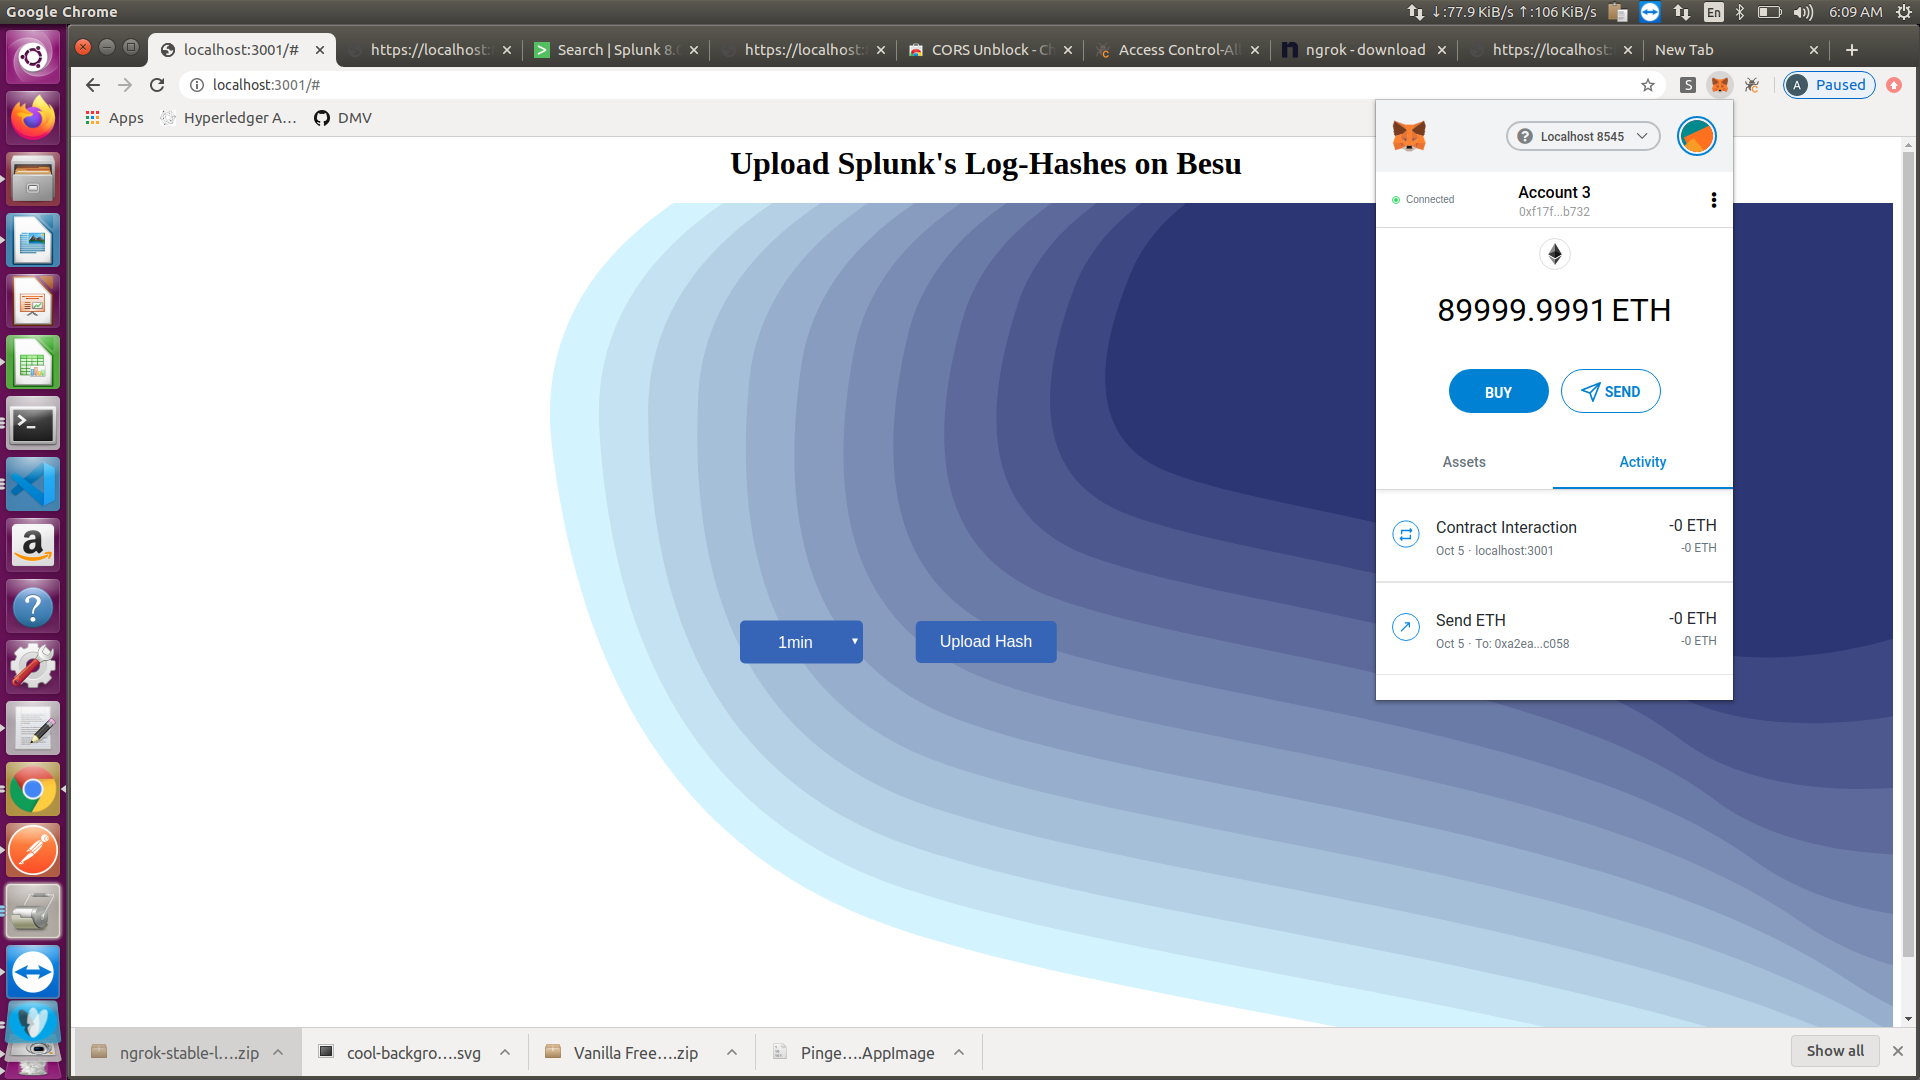 Google Chrome
↓:77.9 KiB/s ↑:106 KiB/s
En
6:09 AM
localhost:3001/#
https://localhost:
Search | Splunk 8.
https://localhost:
CORS Unblock - Ch
Access Control-All
ngrok - download
https://localhost:
New Tab
localhost:3001/#
S
A Paused
Apps
Hyperledger A...
DMV
Upload Splunk's Log-Hashes on Besu
1min
Upload Hash
Localhost 8545
Connected
Account 3
0xf17f...b732
89999.9991 ETH
BUY
SEND
Assets
Activity
Contract Interaction
-0 ETH
Oct 5 · localhost:3001
-0 ETH
Send ETH
-0 ETH
Oct 5 · To: 0xa2ea...c058
-0 ETH
ngrok-stable-l....zip
cool-backgro....svg
Vanilla Free....zip
Pinge....AppImage
Show all